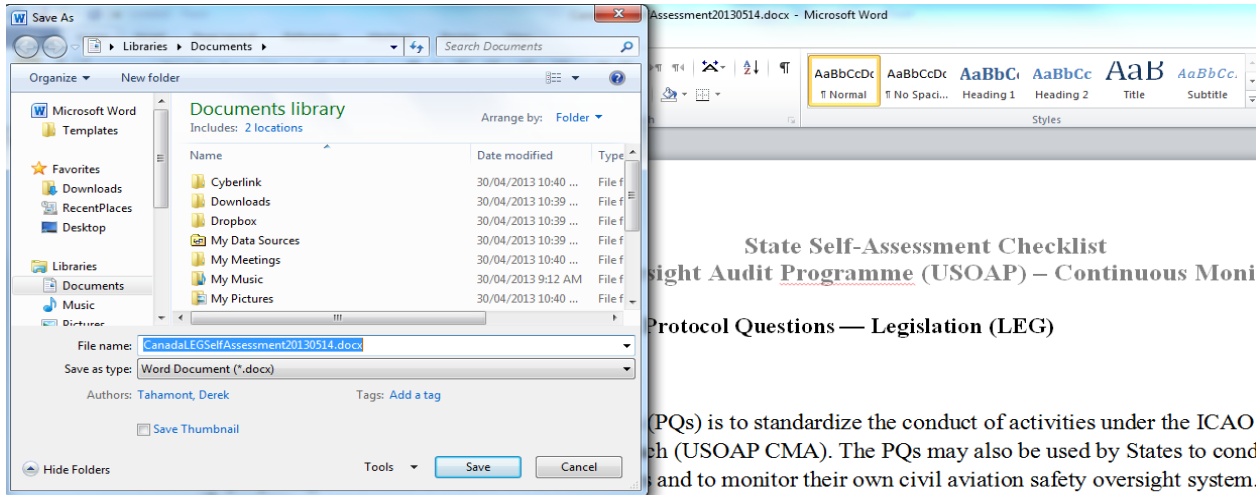 Save As
Libraries Documents
Search Documents
Organize New folder
Microsoft Word
Templates
Favorites
Downloads
RecentPlaces
Desktop
Libraries
Documents
Music
Pictures
Documents library
Includes: 2 locations
Arrange by: Folder
Name Date modified Type
Cyberlink 30/04/2013 10:40 ... File f
Downloads 30/04/2013 10:39 ... File f
Dropbox 30/04/2013 10:39 ... File f
My Data Sources 30/04/2013 10:39 ... File f
My Meetings 30/04/2013 10:40 ... File f
My Music 30/04/2013 9:12 AM File f
My Pictures 30/04/2013 10:40 ... File f
File name: CanadaLEGSelfAssessment20130514.docx
Save as type: Word Document (*.docx)
Authors: Tahamont, Derek Tags: Add a tag
Save Thumbnail
Hide Folders Tools Save Cancel
Assessment20130514.docx - Microsoft Word
AaBbCcDc AaBbCcDc AaBbC AaBbCc AaB AaBbCc.
¶ Normal ¶ No Spaci... Heading 1 Heading 2 Title Subtitle
Styles
State Self-Assessment Checklist
sight Audit Programme (USOAP) – Continuous Moni
Protocol Questions — Legislation (LEG)
(PQs) is to standardize the conduct of activities under the ICAO
ch (USOAP CMA). The PQs may also be used by States to cond
s and to monitor their own civil aviation safety oversight system.